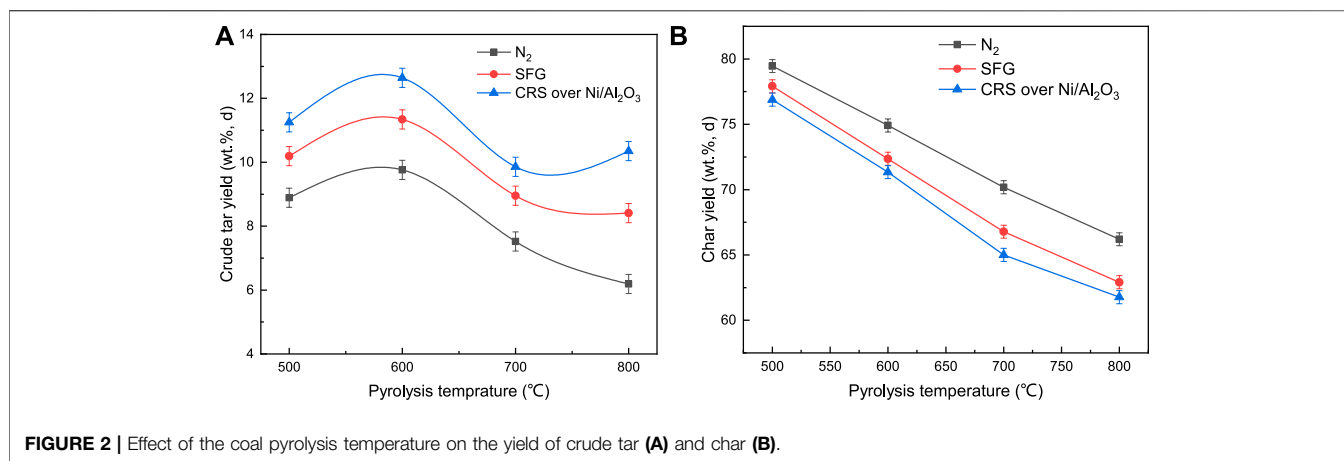 A
N₂
SFG
CRS over Ni/Al₂O₃
14
12
10
8
6
4
Crude tar yield (wt.%, d)
500
600
700
800
Pyrolysis temprature (℃)
B
N₂
SFG
CRS over Ni/Al₂O₃
80
75
70
65
60
Char yield (wt.%, d)
500
550
600
650
700
750
800
Pyrolysis temperature (℃)
FIGURE 2 | Effect of the coal pyrolysis temperature on the yield of crude tar (A) and char (B).